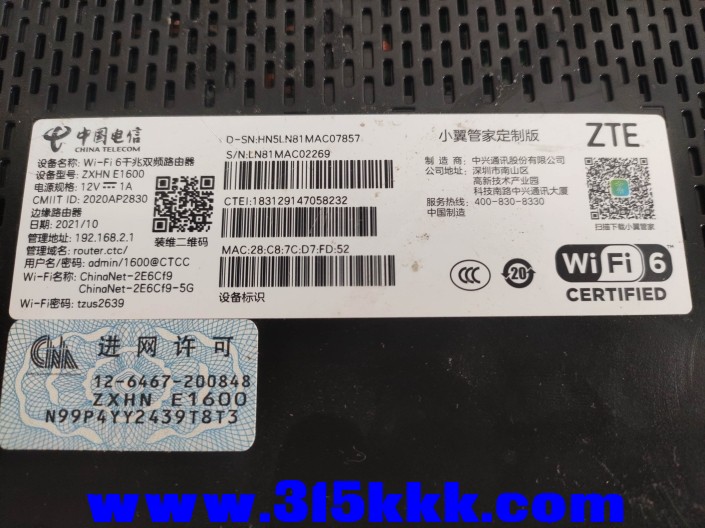 中国电信
CHINA TELECOM
设备名称: Wi-Fi 6千兆双频路由器
设备型号: ZXHN E1600
电源规格: 12V⎓1A
CMIIT ID: 2020AP2830
边缘路由器
日期: 2021/10
管理地址: 192.168.2.1
管理域名: router.ctc/
用户名/密码: admin/1600@CTCC
Wi-Fi名称: ChinaNet-2E6Cf9
ChinaNet-2E6Cf9-5G
Wi-Fi密码: tzus2639
装维二维码
D-SN:HN5LN81MAC07857
S/N:LN81MAC02269
CTEI:183129147058232
MAC:28:C8:7C:D7:FD:52
设备标识
小翼管家定制版
ZTE
制 造 商: 中兴通讯股份有限公司
公司地址: 深圳市南山区
高新技术产业园
科技南路中兴通讯大厦
服务热线: 400-830-8330
中国制造
扫描下载小翼管家
CCC
20
Wi Fi 6™
CERTIFIED
CNA 进网许可
12-6467-200848
ZXHN E1600
N99P4YY2439T8T3
www.315kkk.com